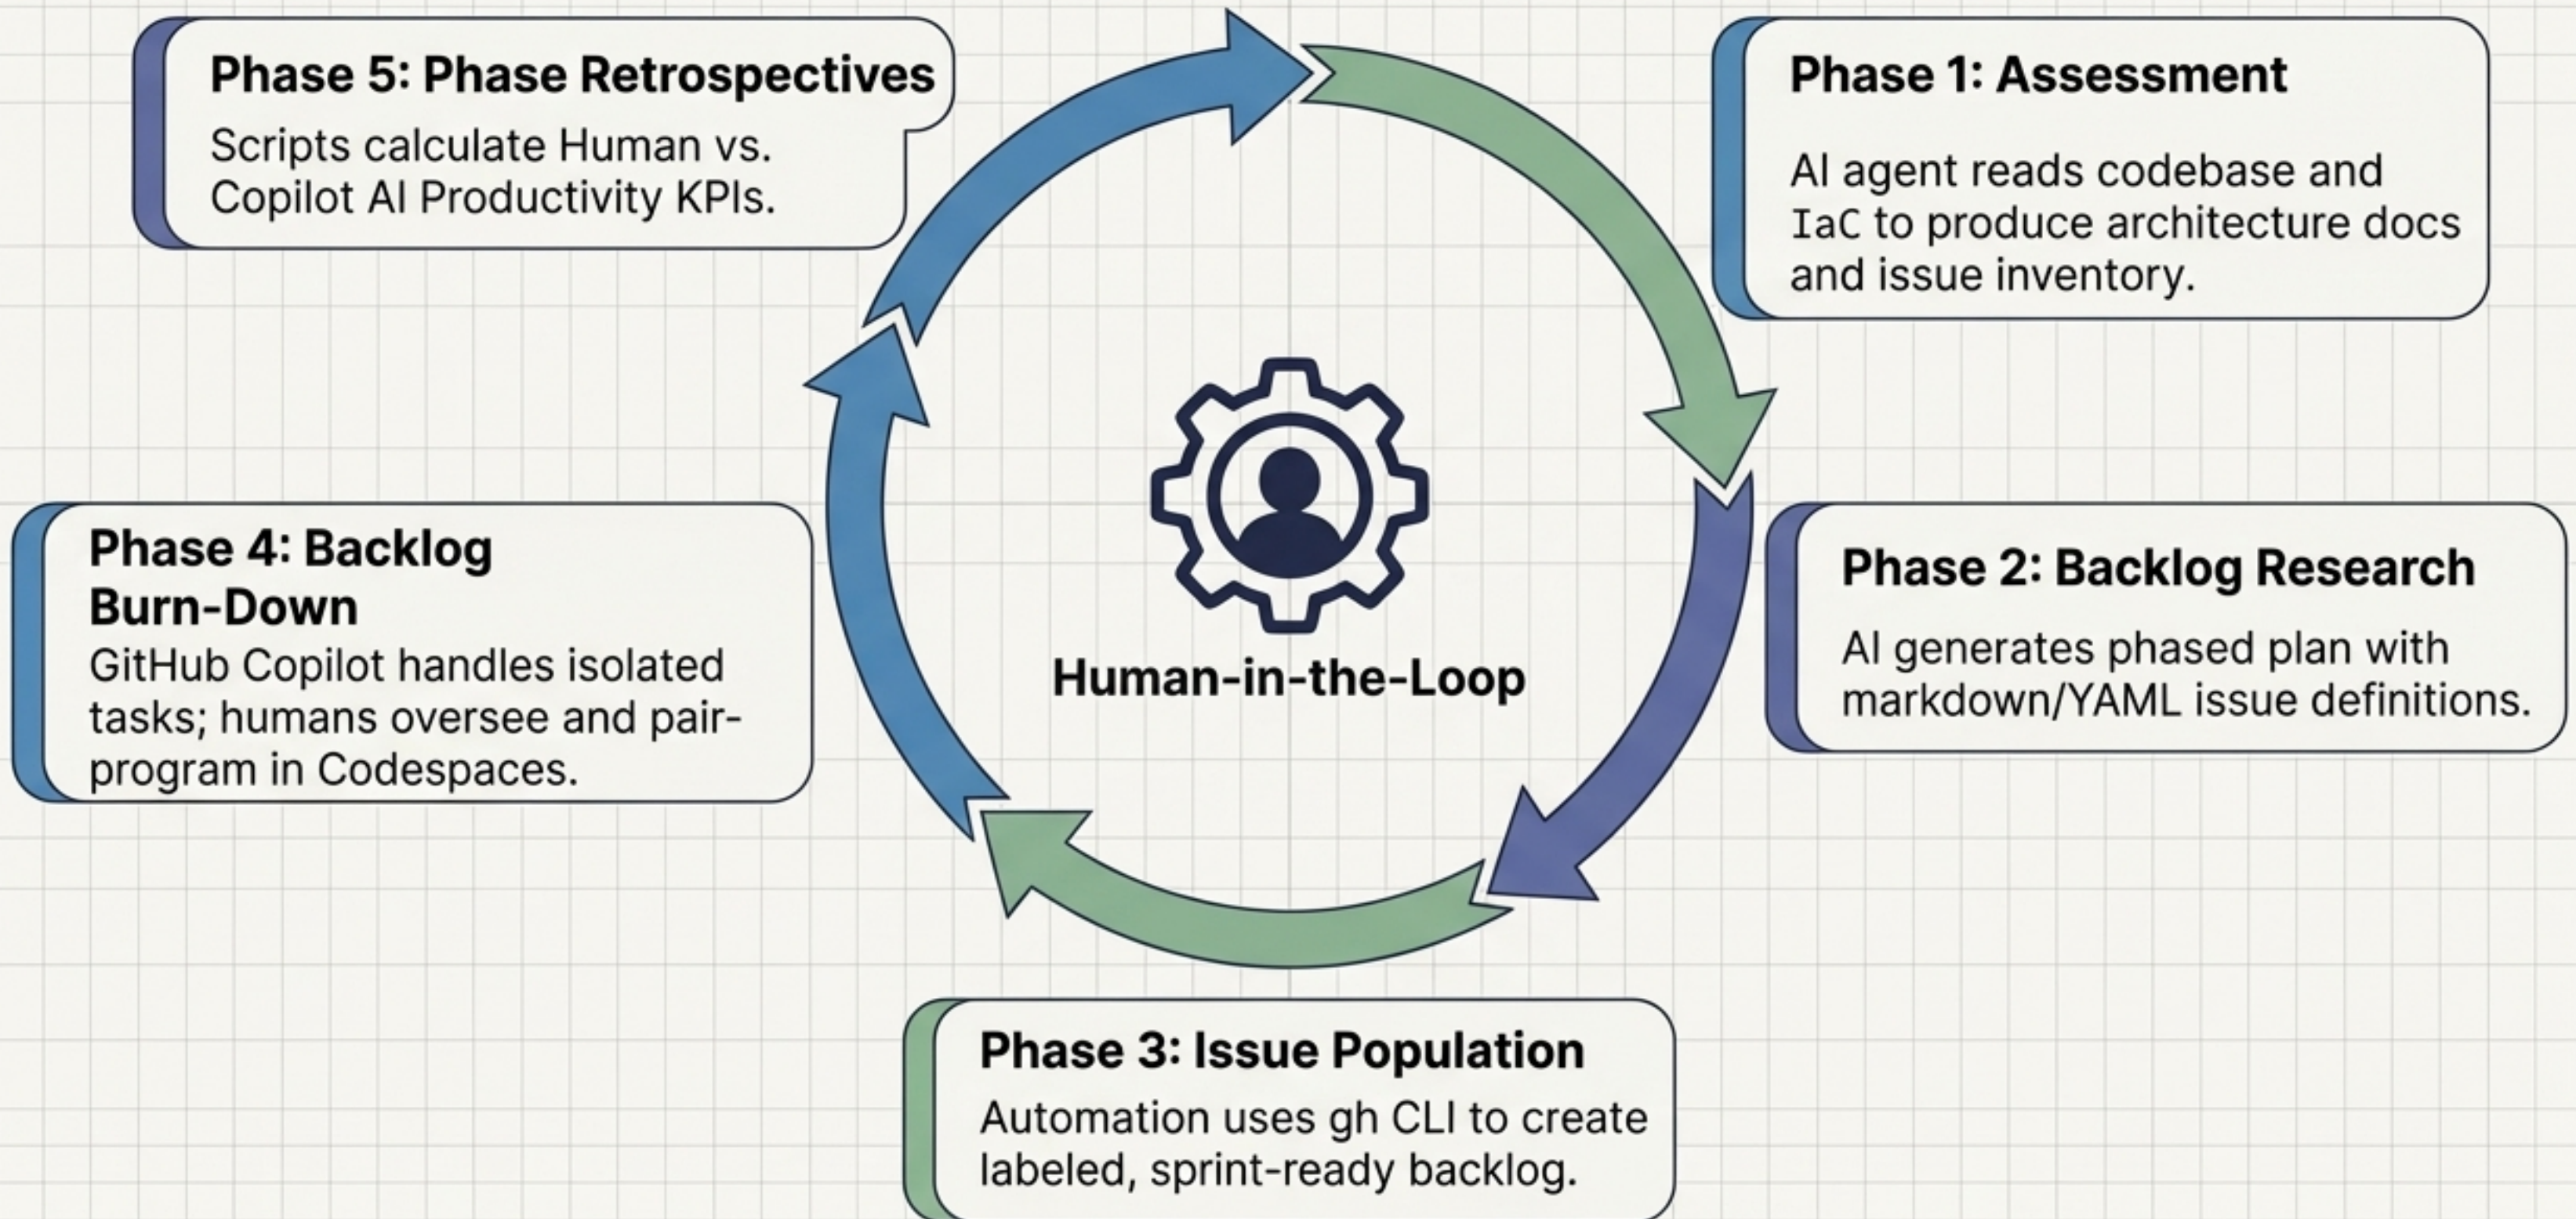 Phase 5: Phase Retrospectives
Scripts calculate Human vs.
Copilot AI Productivity KPIs.
Phase 1: Assessment
AI agent reads codebase and
IaC to produce architecture docs
and issue inventory.
Phase 4: Backlog
Burn-Down
GitHub Copilot handles isolated
tasks; humans oversee and pair-
program in Codespaces.
Human-in-the-Loop
Phase 2: Backlog Research
AI generates phased plan with
markdown/YAML issue definitions.
Phase 3: Issue Population
Automation uses gh CLI to create
labeled, sprint-ready backlog.